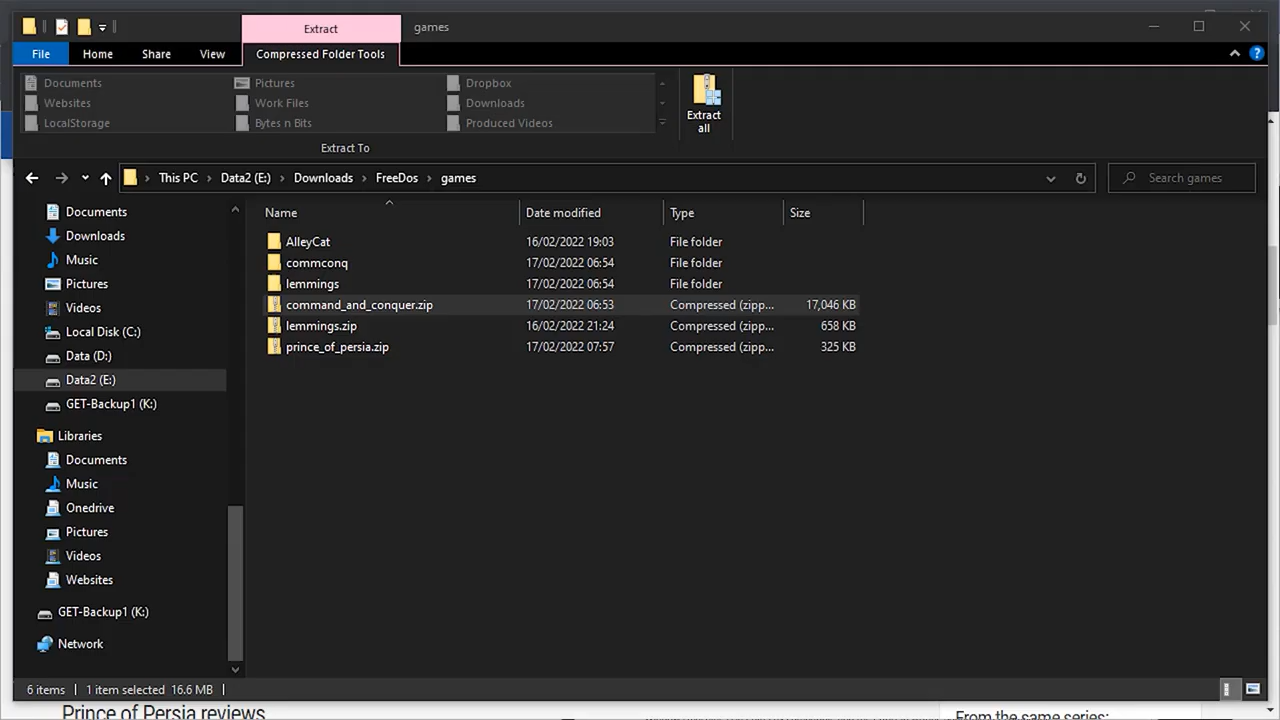 Extract
games
File
Home
Share
View
Compressed Folder Tools
Documents
Pictures
Dropbox
Websites
Work Files
Downloads
LocalStorage
Bytes n Bits
Produced Videos
Extract
all
Extract To
This PC
Data2 (E:)
Downloads
FreeDos
games
Search games
Name
Date modified
Type
Size
AlleyCat 16/02/2022 19:03 File folder
commconq 17/02/2022 06:54 File folder
lemmings 17/02/2022 06:54 File folder
command_and_conquer.zip 17/02/2022 06:53 Compressed (zipp... 17,046 KB
lemmings.zip 16/02/2022 21:24 Compressed (zipp... 658 KB
prince_of_persia.zip 17/02/2022 07:57 Compressed (zipp... 325 KB
Documents
Downloads
Music
Pictures
Videos
Local Disk (C:)
Data (D:)
Data2 (E:)
GET-Backup1 (K:)
Libraries
Documents
Music
Onedrive
Pictures
Videos
Websites
GET-Backup1 (K:)
Network
6 items
1 item selected 16.6 MB
Prince of Persia reviews
From the same series: